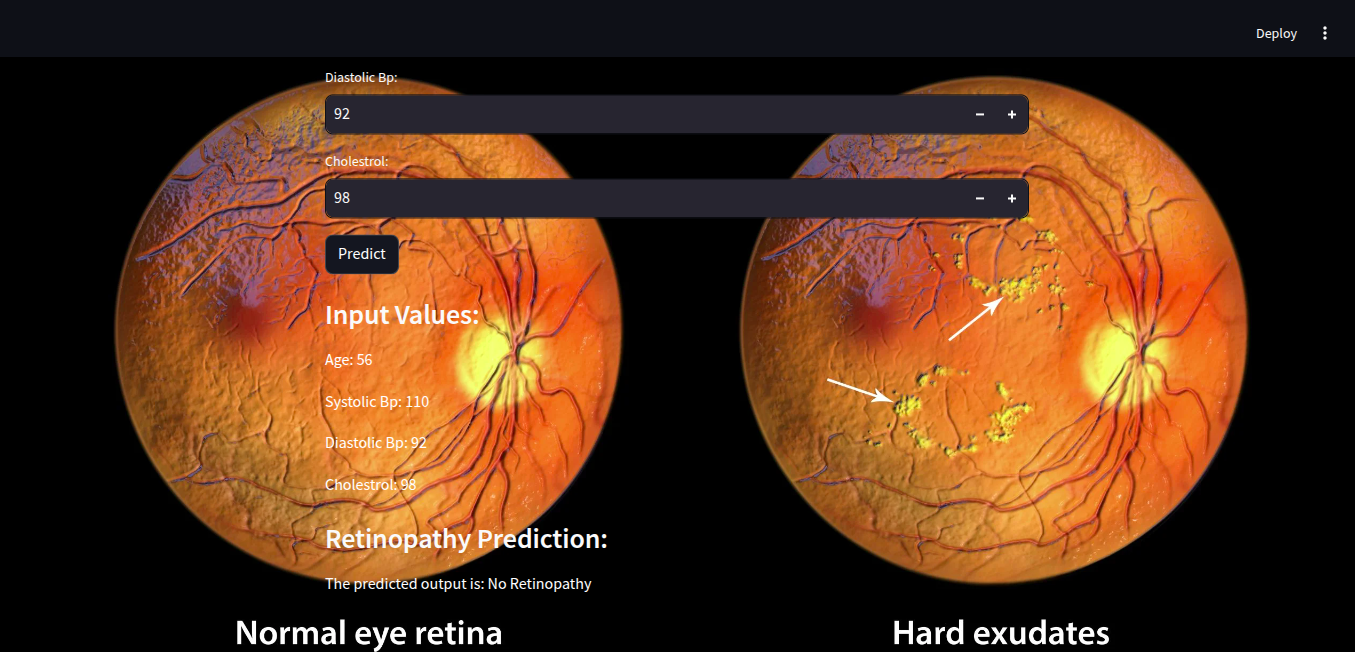 Deploy
Diastolic Bp:
92
Cholestrol:
98
Predict
Input Values:
Age: 56
Systolic Bp: 110
Diastolic Bp: 92
Cholestrol: 98
Retinopathy Prediction:
The predicted output is: No Retinopathy
Normal eye retina
Hard exudates